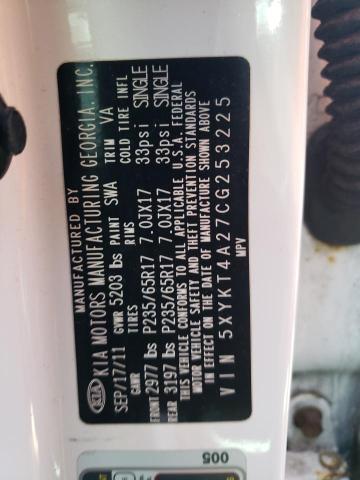 MANUFACTURED BY
KIA KIA MOTORS MANUFACTURING GEORGIA, INC.
SEP/17/11 GVWR 5203 lbs PAINT SWA TRIM VA
GAWR TIRES RIMS COLD TIRE INFL
FRONT 2977 lbs P235/65R17 7.0JX17 33psi SINGLE
REAR 3197 lbs P235/65R17 7.0JX17 33psi SINGLE
THIS VEHICLE CONFORMS TO ALL APPLICABLE U.S.A. FEDERAL
MOTOR VEHICLE SAFETY AND THEFT PREVENTION STANDARDS
IN EFFECT ON THE DATE OF MANUFACTURE SHOWN ABOVE
VIN 5XYKT4A27CG253225
MPV
005